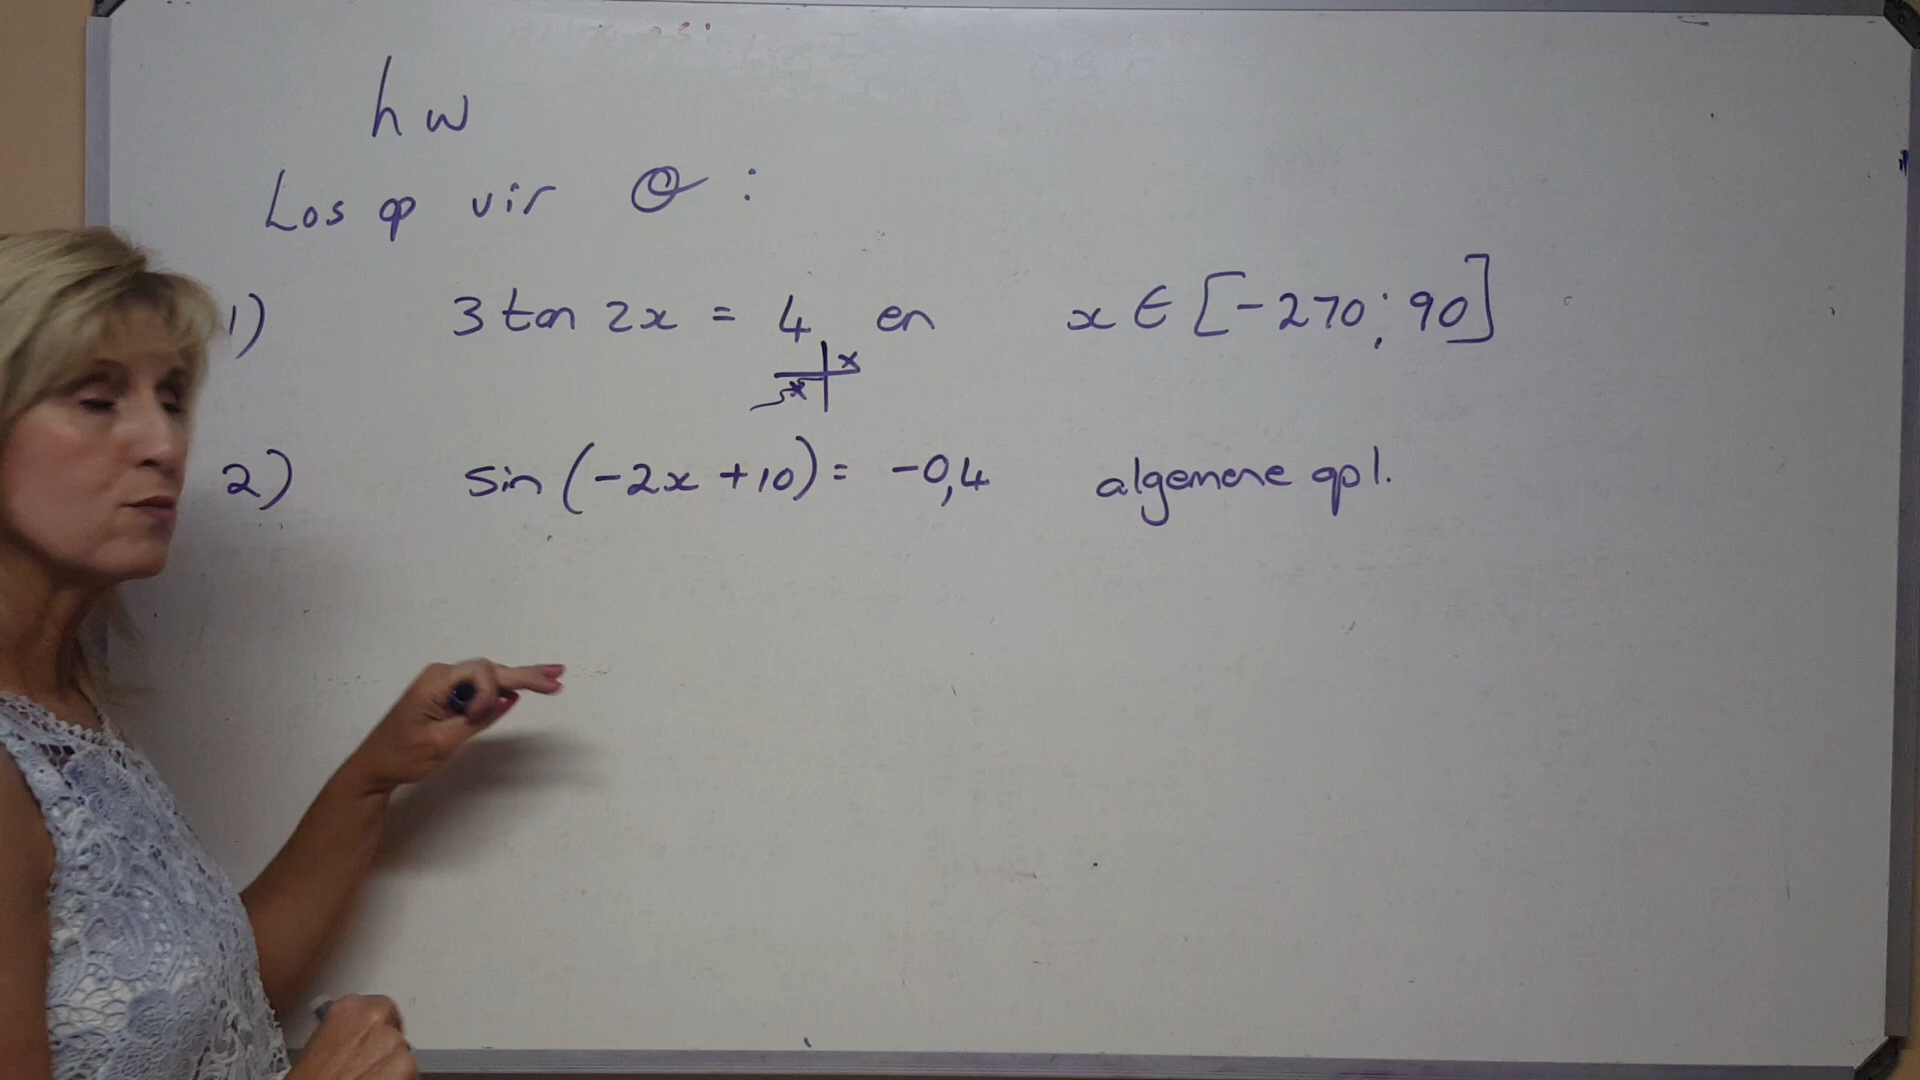 hw
Los op vir θ :
1) 3 tan 2x = 4 en x ∈ [-270; 90]
x
x
2) sin (-2x + 10) = -0,4 algemene opl.